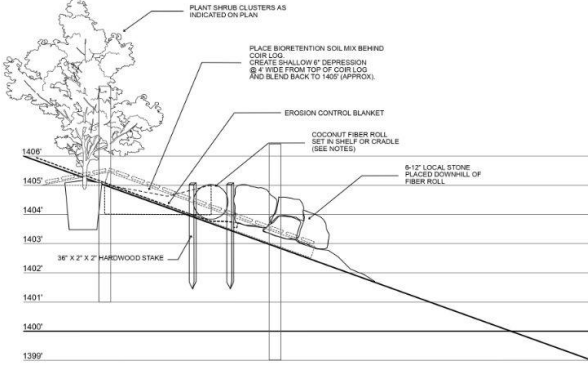 PLANT SHRUB CLUSTERS AS
INDICATED ON PLAN
PLACE BIORETENTION SOIL MIX BEHIND
COIR LOG.
CREATE SHALLOW 6" DEPRESSION
@ 4' WIDE FROM TOP OF COIR LOG
AND BLEND BACK TO 1405' (APPROX).
EROSION CONTROL BLANKET
COCONUT FIBER ROLL
SET IN SHELF OR CRADLE
(SEE NOTES)
6-12" LOCAL STONE
PLACED DOWNHILL OF
FIBER ROLL
1406'
1405'
1404'
1403'
36" X 2" X 2" HARDWOOD STAKE
1402'
1401'
1400'
1399'